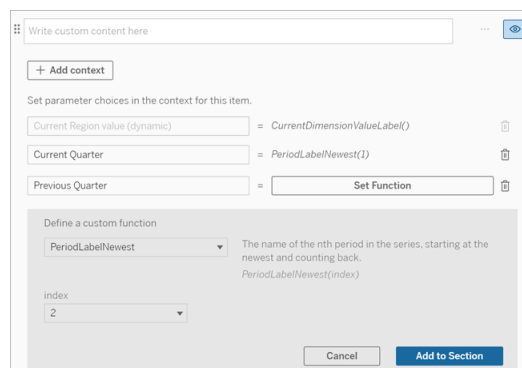 Write custom content here
...
+ Add context
Set parameter choices in the context for this item.
Current Region value (dynamic) = CurrentDimensionValueLabel()
Current Quarter = PeriodLabelNewest(1)
Previous Quarter = Set Function
Define a custom function
PeriodLabelNewest
The name of the nth period in the series, starting at the
newest and counting back.
PeriodLabelNewest(index)
index
2
Cancel
Add to Section